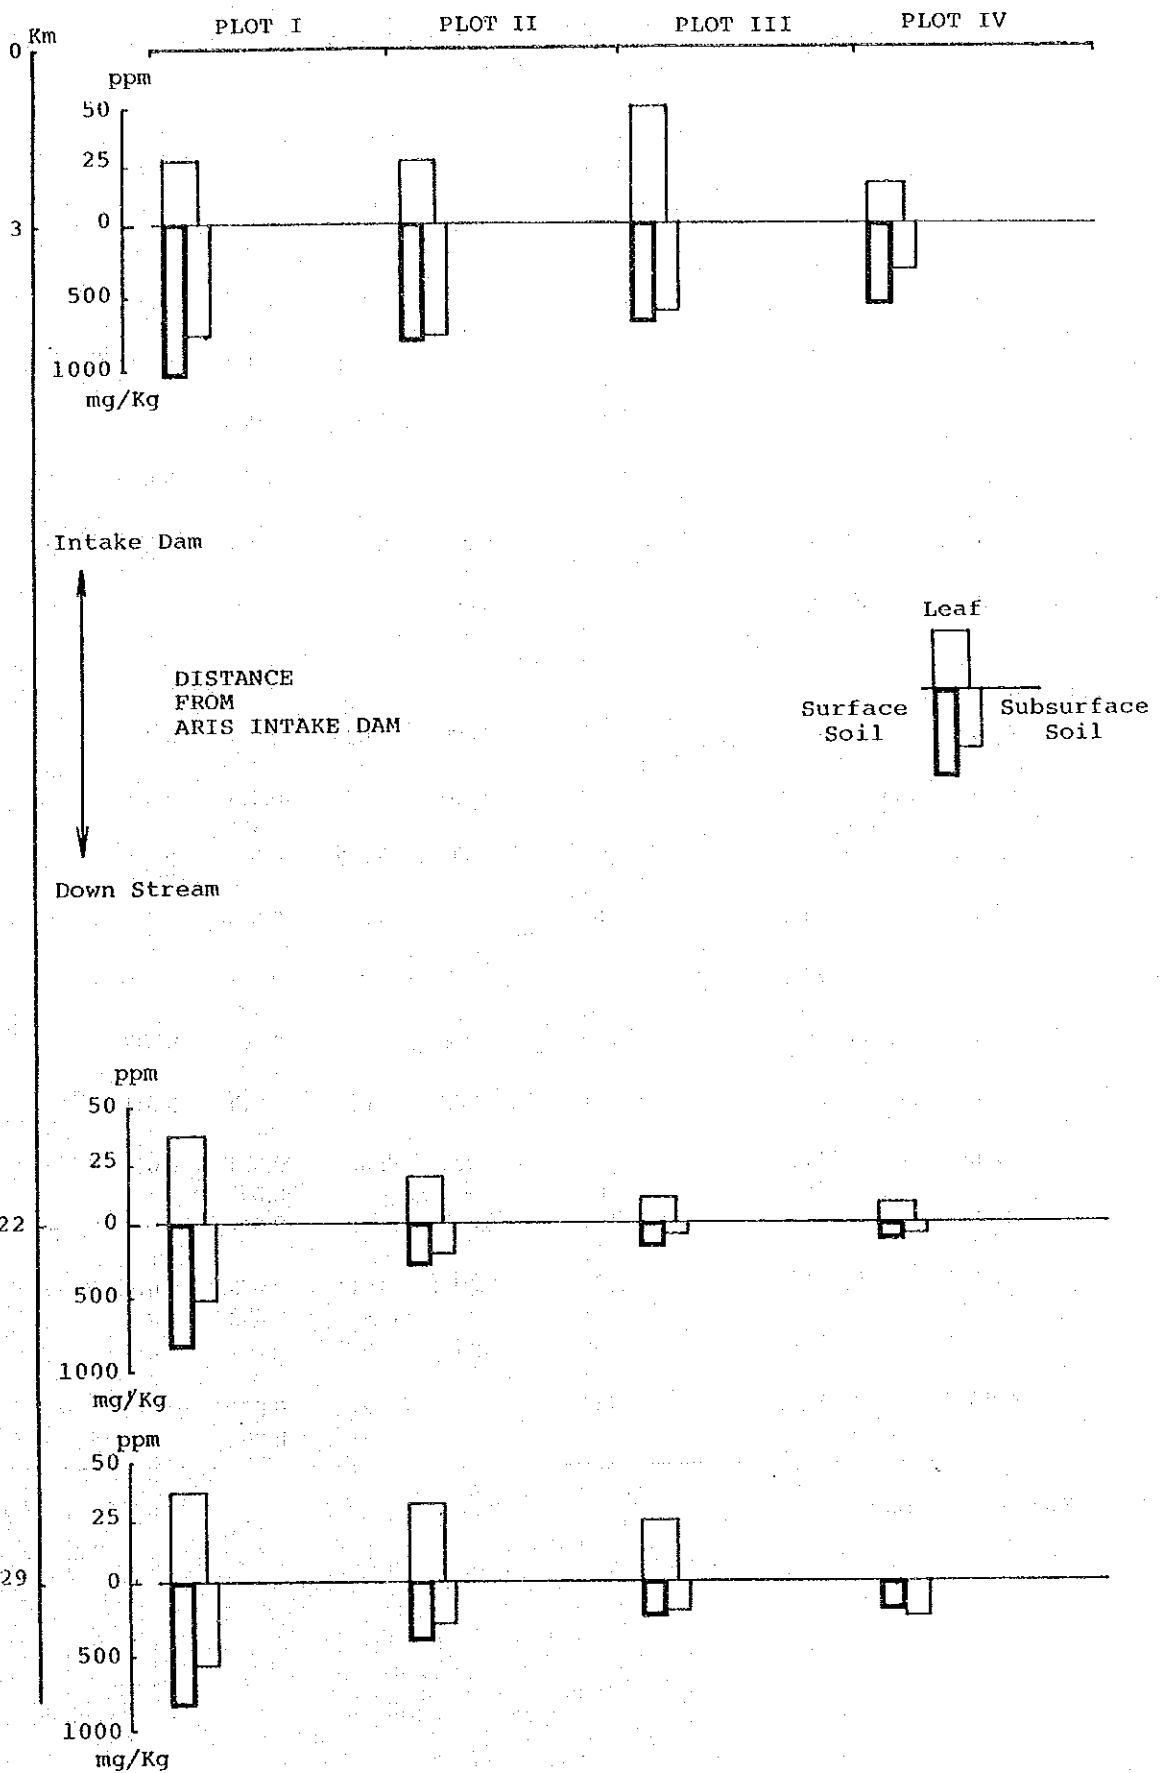 Km
PLOT I PLOT II PLOT III PLOT IV
0
ppm
50
25
0
3
500
1000
mg/Kg
Intake Dam
Leaf
DISTANCE
FROM
ARIS INTAKE DAM
Surface
Soil
Subsurface
Soil
Down Stream
ppm
50
25
22
0
500
1000
mg/Kg
ppm
50
25
29
0
500
1000
mg/Kg